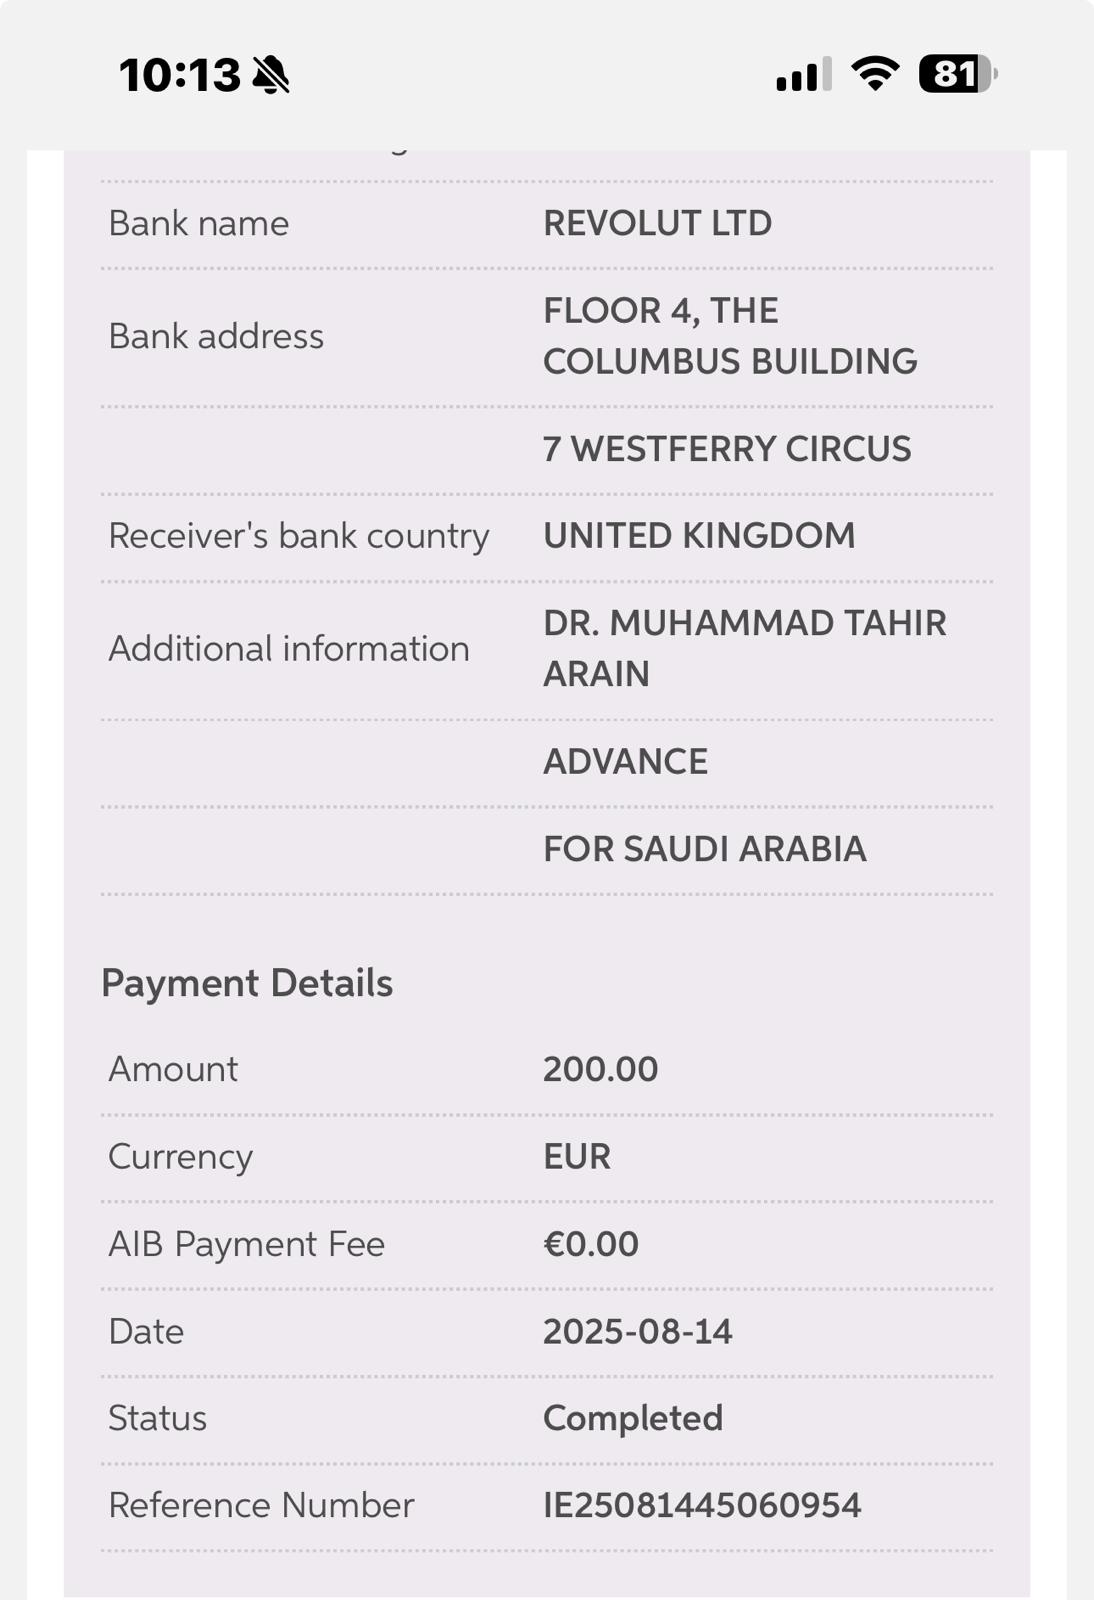 10:13
81
Bank name REVOLUT LTD
Bank address FLOOR 4, THE
COLUMBUS BUILDING
7 WESTFERRY CIRCUS
Receiver's bank country UNITED KINGDOM
Additional information DR. MUHAMMAD TAHIR
ARAIN
ADVANCE
FOR SAUDI ARABIA
Payment Details
Amount 200.00
Currency EUR
AIB Payment Fee €0.00
Date 2025-08-14
Status Completed
Reference Number IE25081445060954